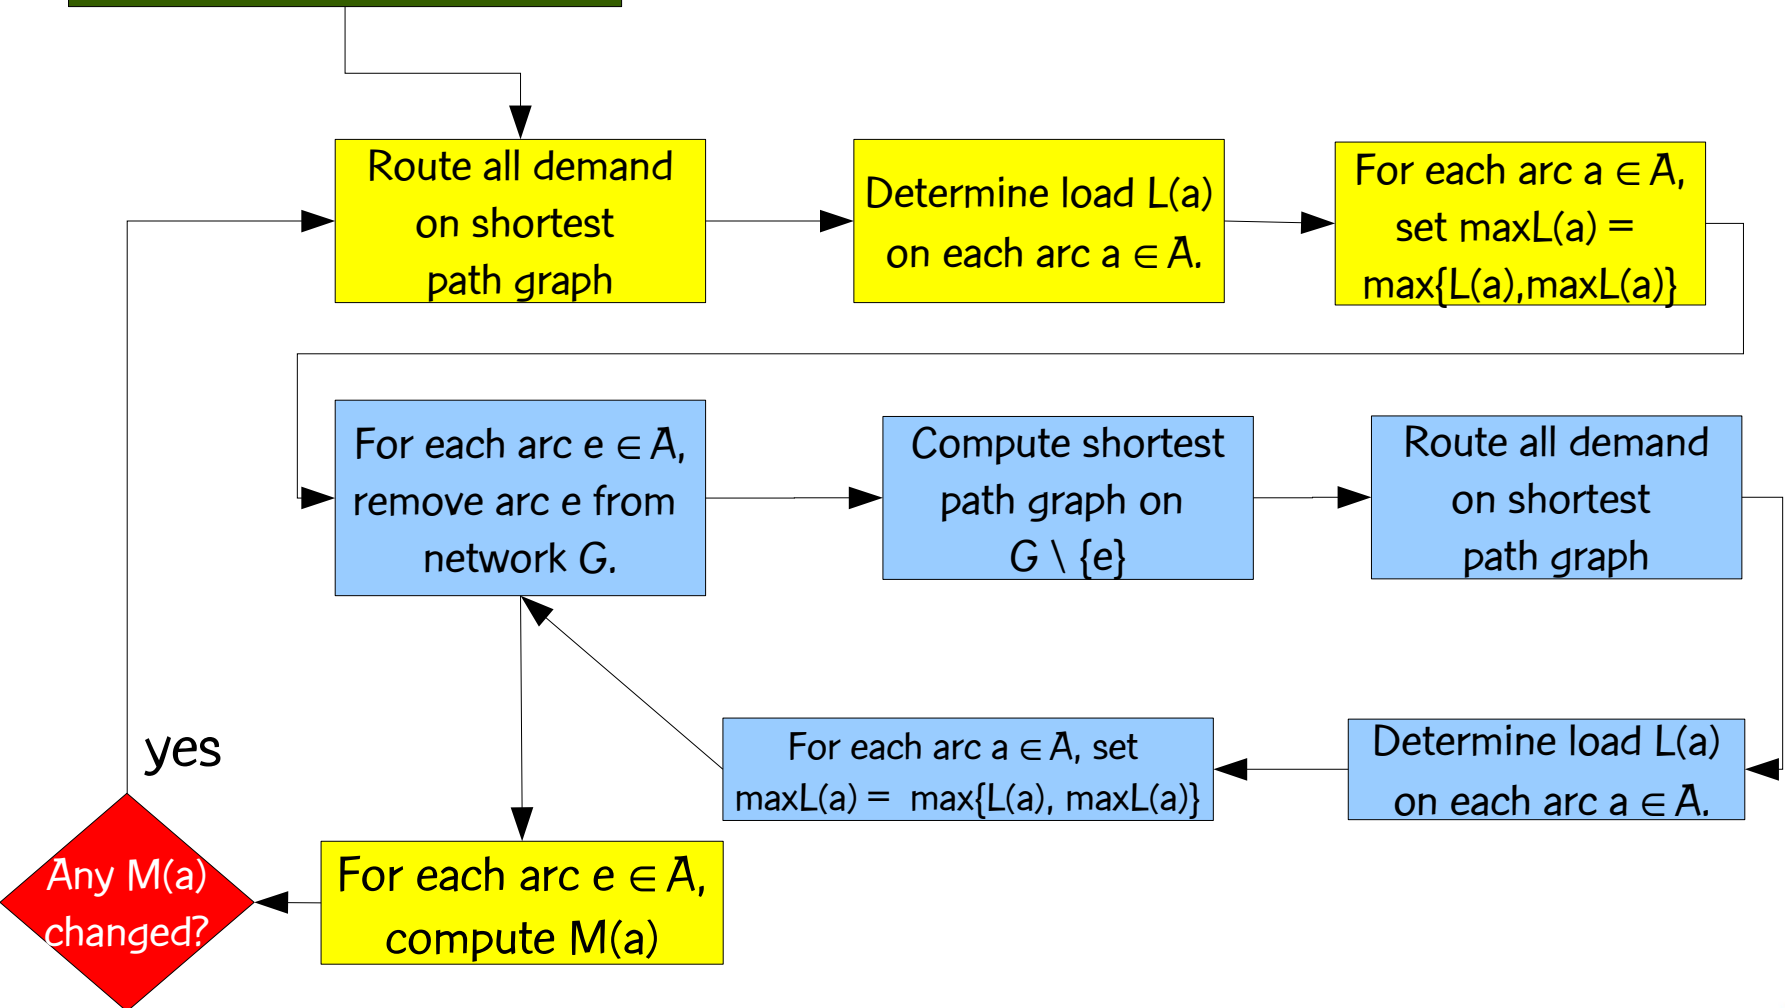 Route all demand
on shortest
path graph
Determine load L(a)
on each arc a ∈ A.
For each arc a ∈ A,
set maxL(a) =
max{L(a),maxL(a)}
For each arc e ∈ A,
remove arc e from
network G.
Compute shortest
path graph on
G \ {e}
Route all demand
on shortest
path graph
Determine load L(a)
on each arc a ∈ A.
For each arc a ∈ A, set
maxL(a) = max{L(a), maxL(a)}
yes
Any M(a)
changed?
For each arc e ∈ A,
compute M(a)